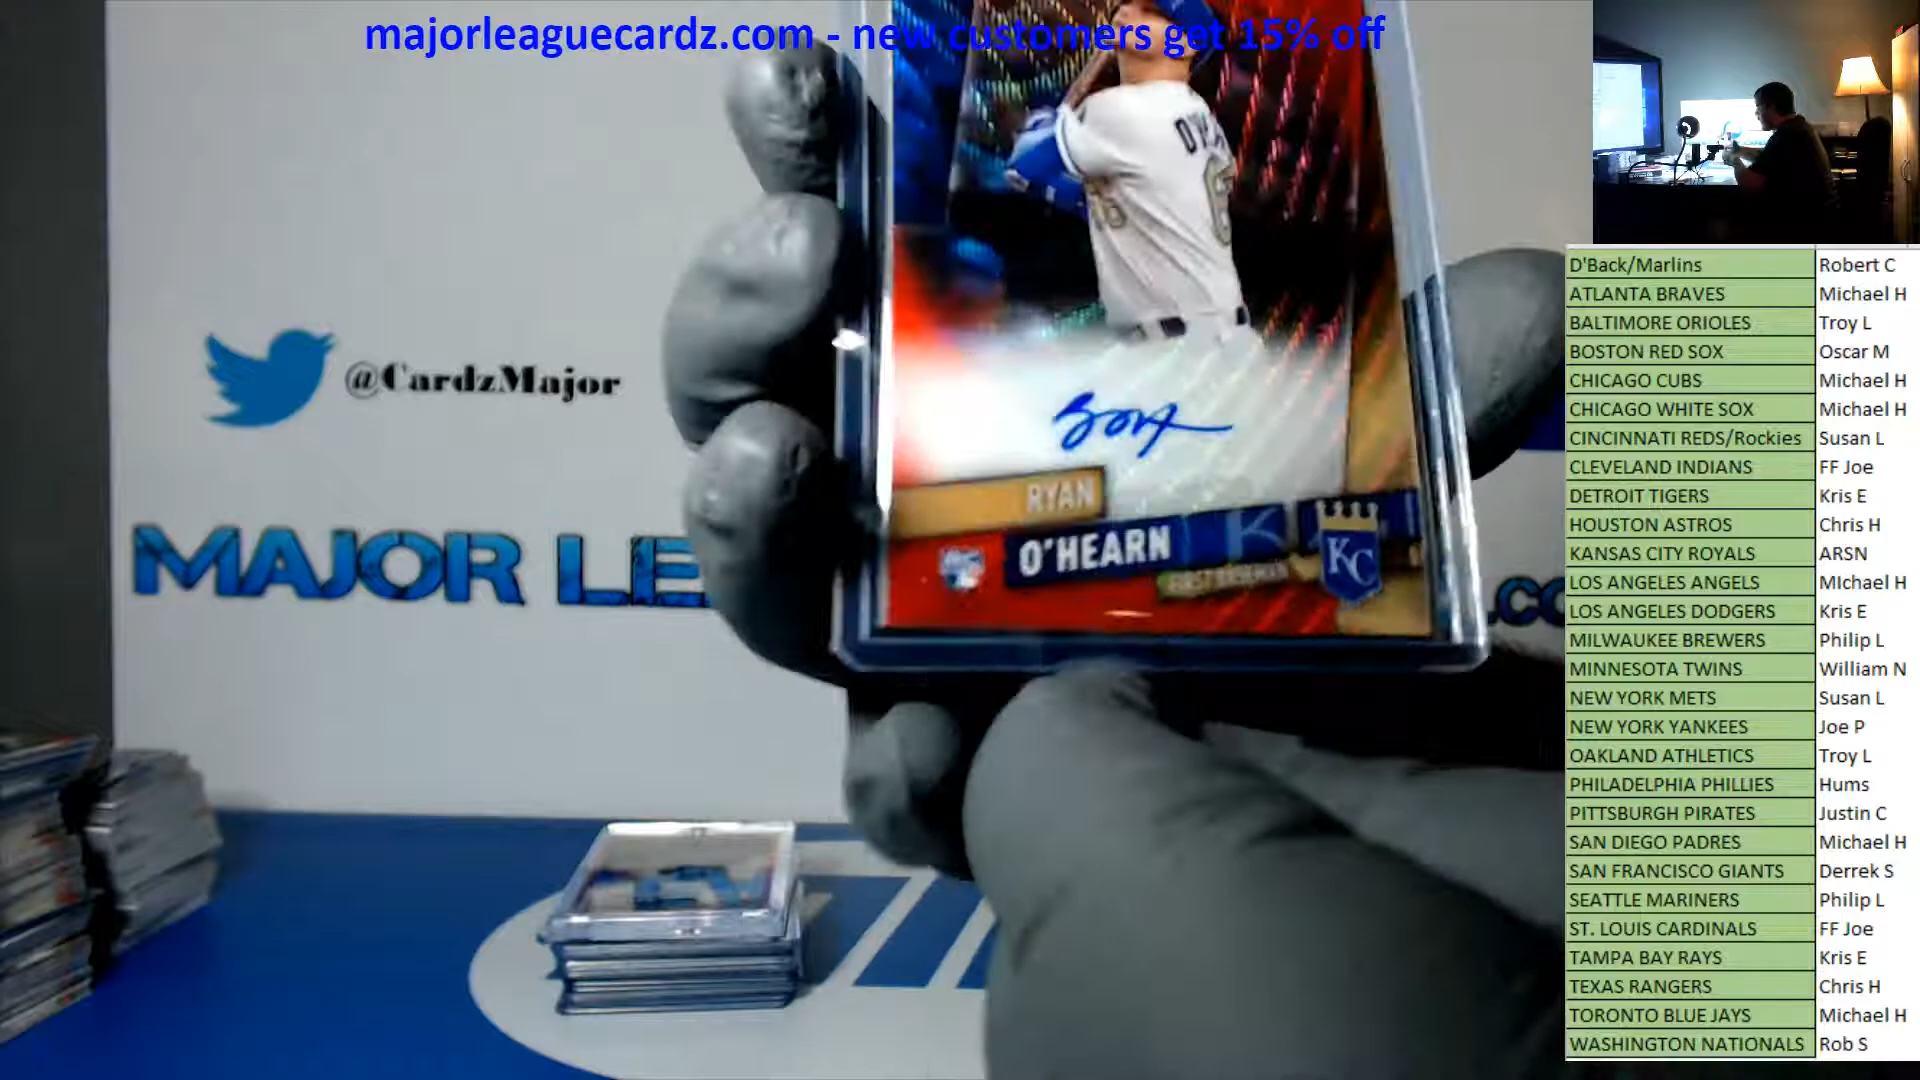 majorleaguecardz.com - new customers get 15% off
@CardzMajor
MAJOR LE
.CO
RYAN
O'HEARN
FIRST BASEMAN
KC
D'Back/Marlins Robert C
ATLANTA BRAVES Michael H
BALTIMORE ORIOLES Troy L
BOSTON RED SOX Oscar M
CHICAGO CUBS Michael H
CHICAGO WHITE SOX Michael H
CINCINNATI REDS/Rockies Susan L
CLEVELAND INDIANS FF Joe
DETROIT TIGERS Kris E
HOUSTON ASTROS Chris H
KANSAS CITY ROYALS ARSN
LOS ANGELES ANGELS MIchael H
LOS ANGELES DODGERS Kris E
MILWAUKEE BREWERS Philip L
MINNESOTA TWINS William N
NEW YORK METS Susan L
NEW YORK YANKEES Joe P
OAKLAND ATHLETICS Troy L
PHILADELPHIA PHILLIES Hums
PITTSBURGH PIRATES Justin C
SAN DIEGO PADRES Michael H
SAN FRANCISCO GIANTS Derrek S
SEATTLE MARINERS Philip L
ST. LOUIS CARDINALS FF Joe
TAMPA BAY RAYS Kris E
TEXAS RANGERS Chris H
TORONTO BLUE JAYS Michael H
WASHINGTON NATIONALS Rob S